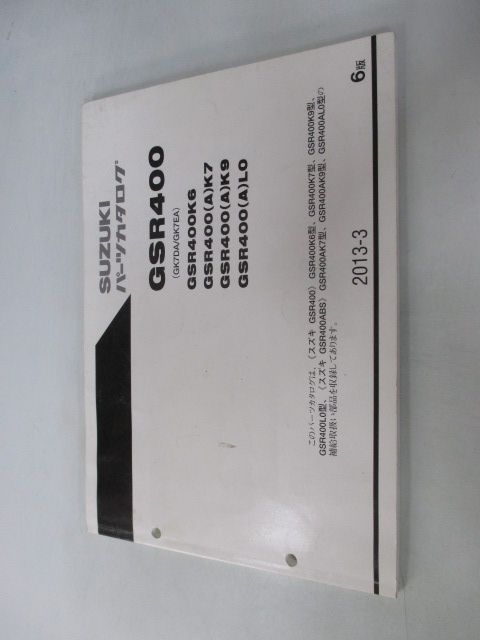 SUZUKI
パーツカタログ
GSR400
(GK7DA/GK7EA)
GSR400K6
GSR400(A)K7
GSR400(A)K9
GSR400(A)L0
このパーツカタログは、(スズキ GSR400) GSR400K6型、GSR400K7型、GSR400K9型、
GSR400L0型、(スズキ GSR400ABS) GSR400AK7型、GSR400AK9型、GSR400AL0型の
補給取扱い部品を収録してあります。
2013-3
6版